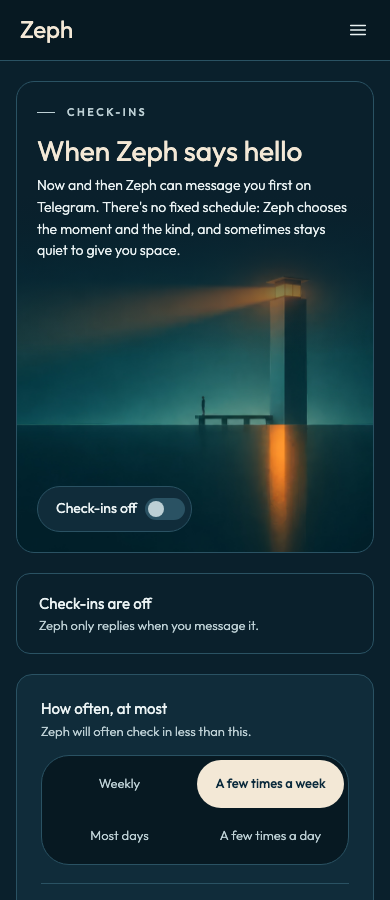 Zeph
CHECK-INS
When Zeph says hello
Now and then Zeph can message you first on
Telegram. There's no fixed schedule: Zeph chooses
the moment and the kind, and sometimes stays
quiet to give you space.
Check-ins off
Check-ins are off
Zeph only replies when you message it.
How often, at most
Zeph will often check in less than this.
Weekly
A few times a week
Most days
A few times a day